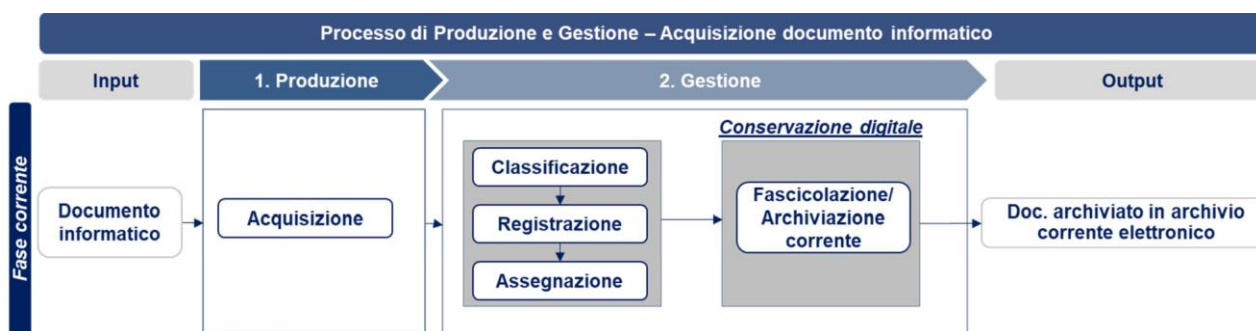 Processo di Produzione e Gestione – Acquisizione documento informatico
Input
1. Produzione
2. Gestione
Output
Fase corrente
Documento
informatico
Acquisizione
Classificazione
Registrazione
Assegnazione
Conservazione digitale
Fascicolazione/
Archiviazione
corrente
Doc. archiviato in archivio
corrente elettronico